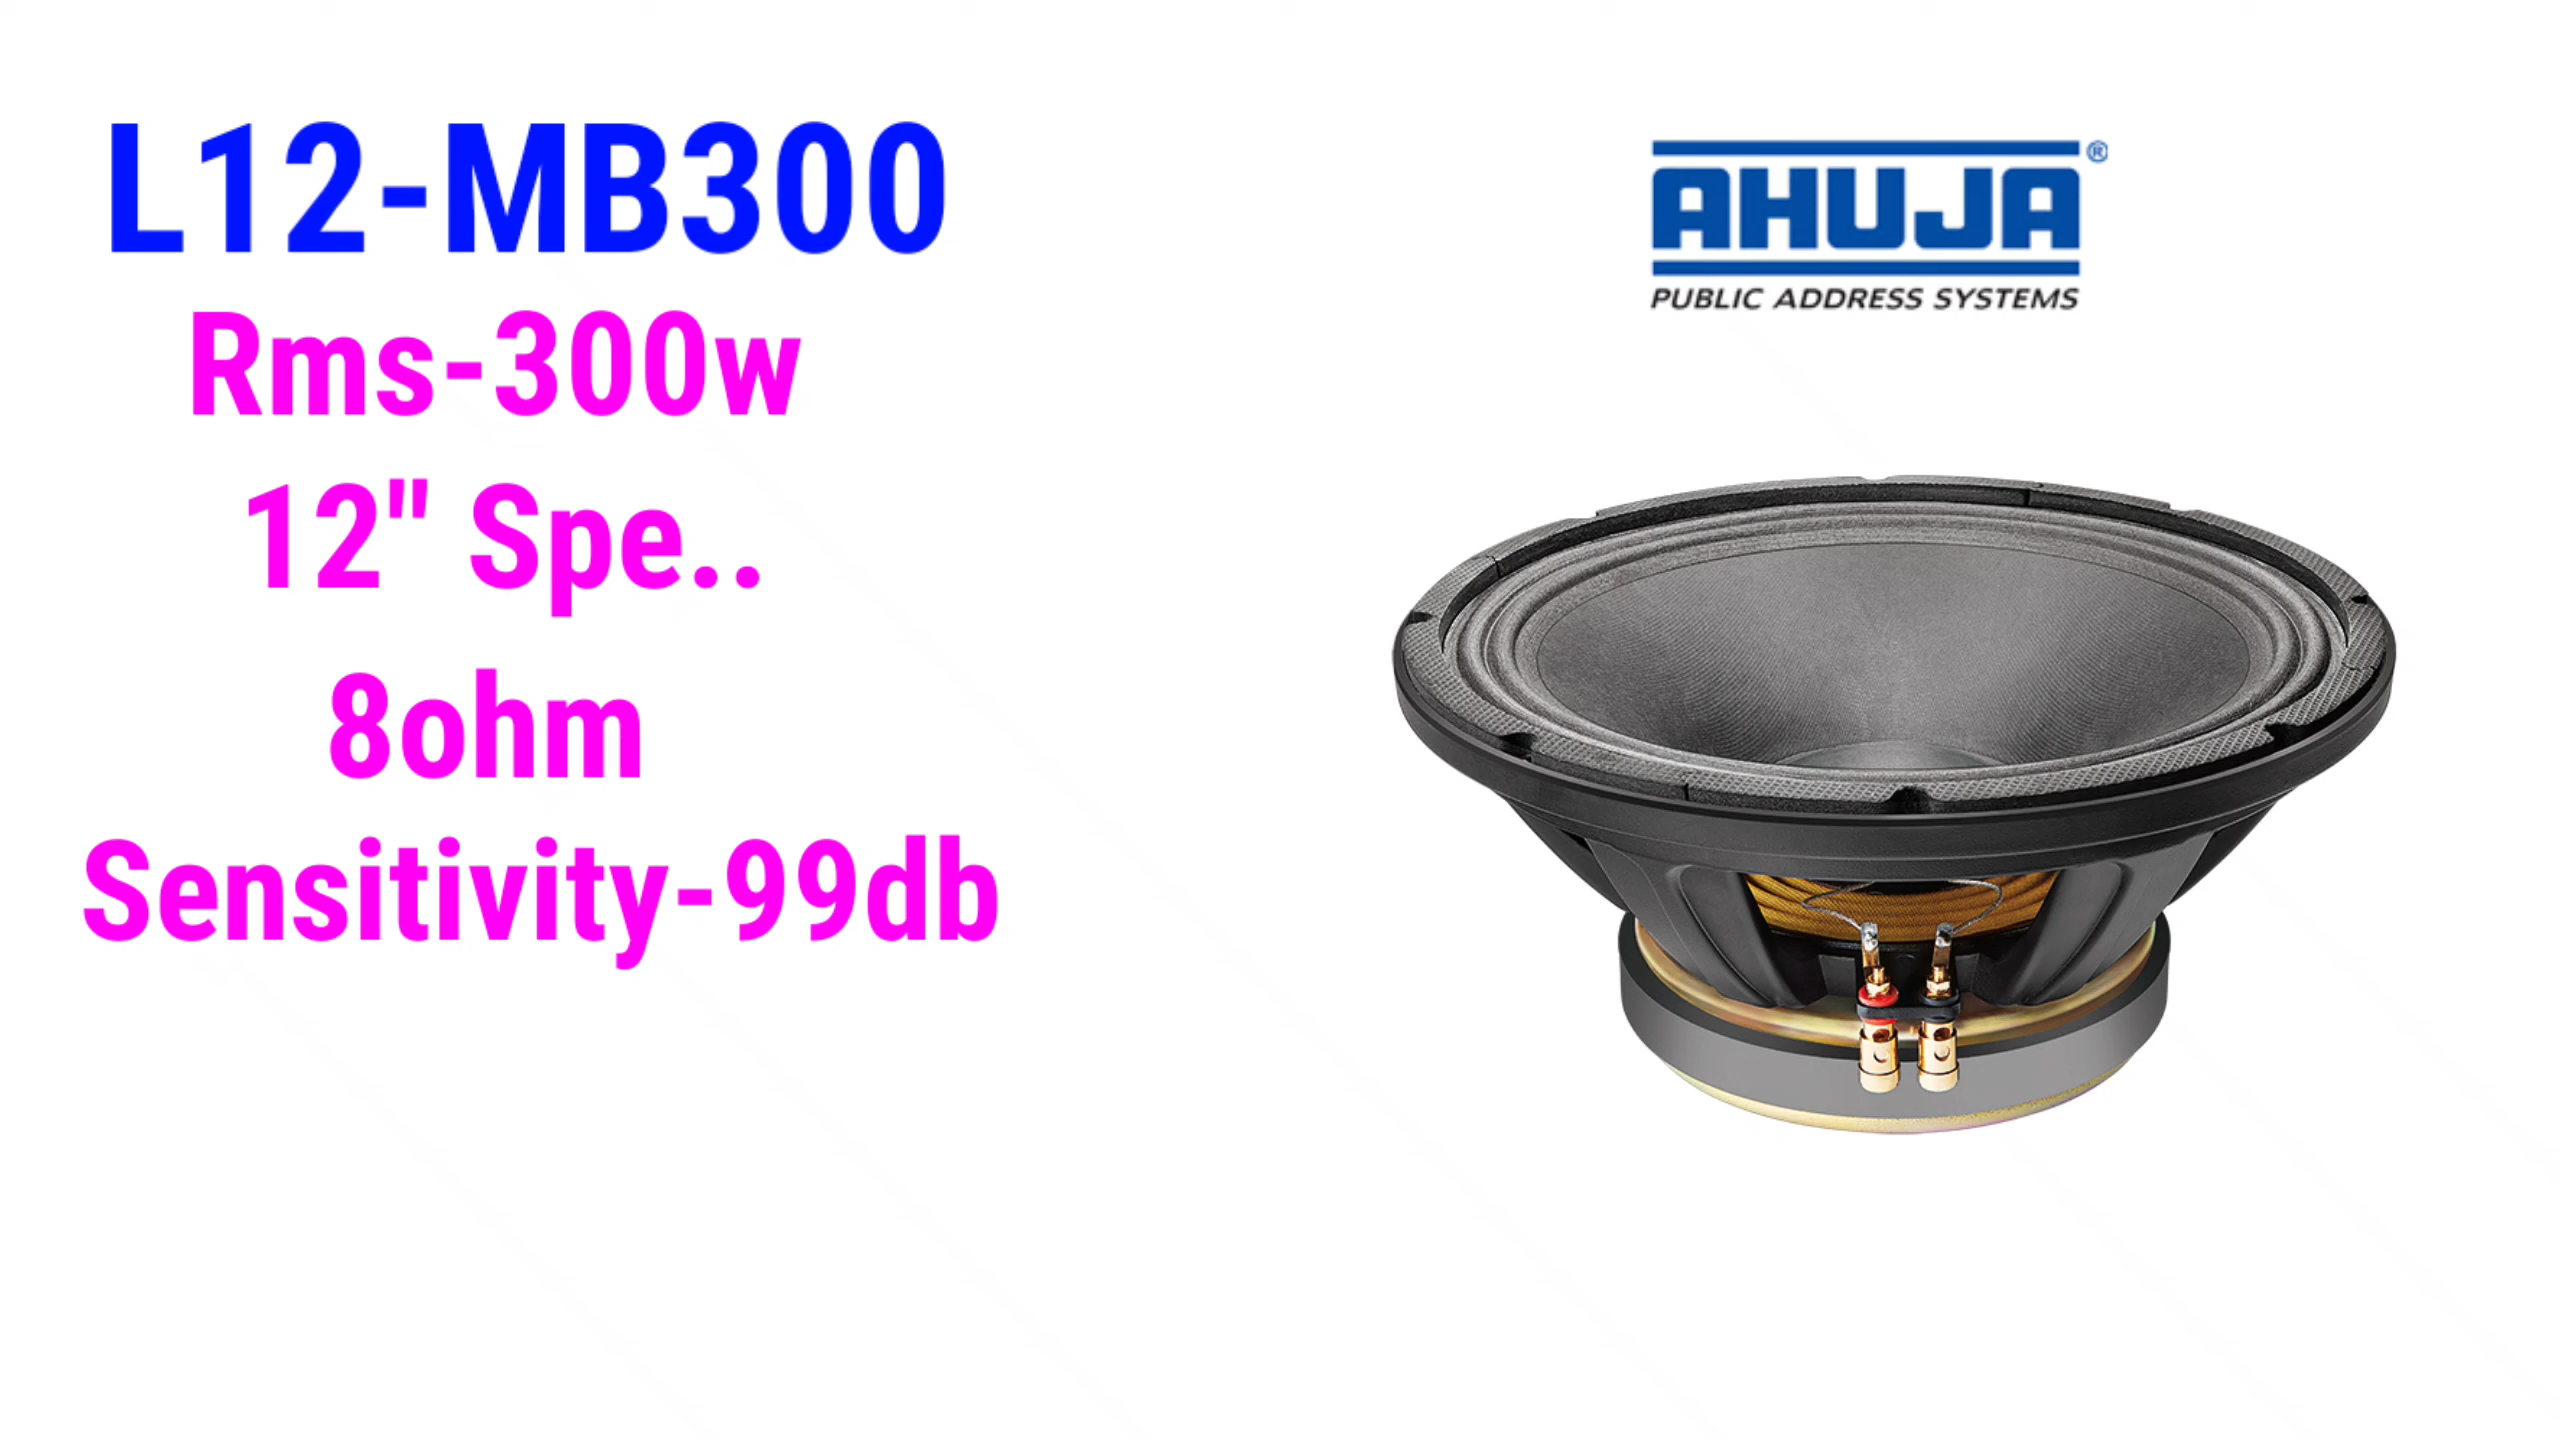 L12-MB300
Rms-300w
12" Spe..
8ohm
Sensitivity-99db
AHUJA®
PUBLIC ADDRESS SYSTEMS